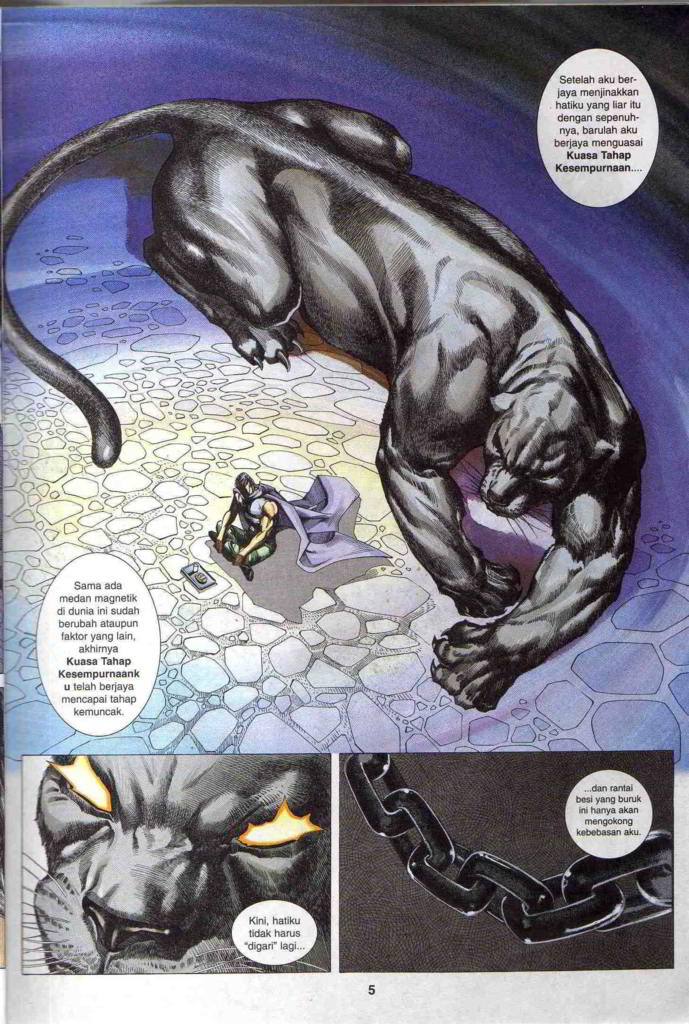 Setelah aku ber-
jaya menjinakkan
hatiku yang liar itu
dengan sepenuh-
nya, barulah aku
berjaya menguasai
Kuasa Tahap
Kesempurnaan....
Sama ada
medan magnetik
di dunia ini sudah
berubah ataupun
faktor yang lain,
akhirnya
Kuasa Tahap
Kesempurnaank
u telah berjaya
mencapai tahap
kemuncak.
Kini, hatiku
tidak harus
"digari" lagi...
...dan rantai
besi yang buruk
ini hanya akan
mengokong
kebebasan aku.
5